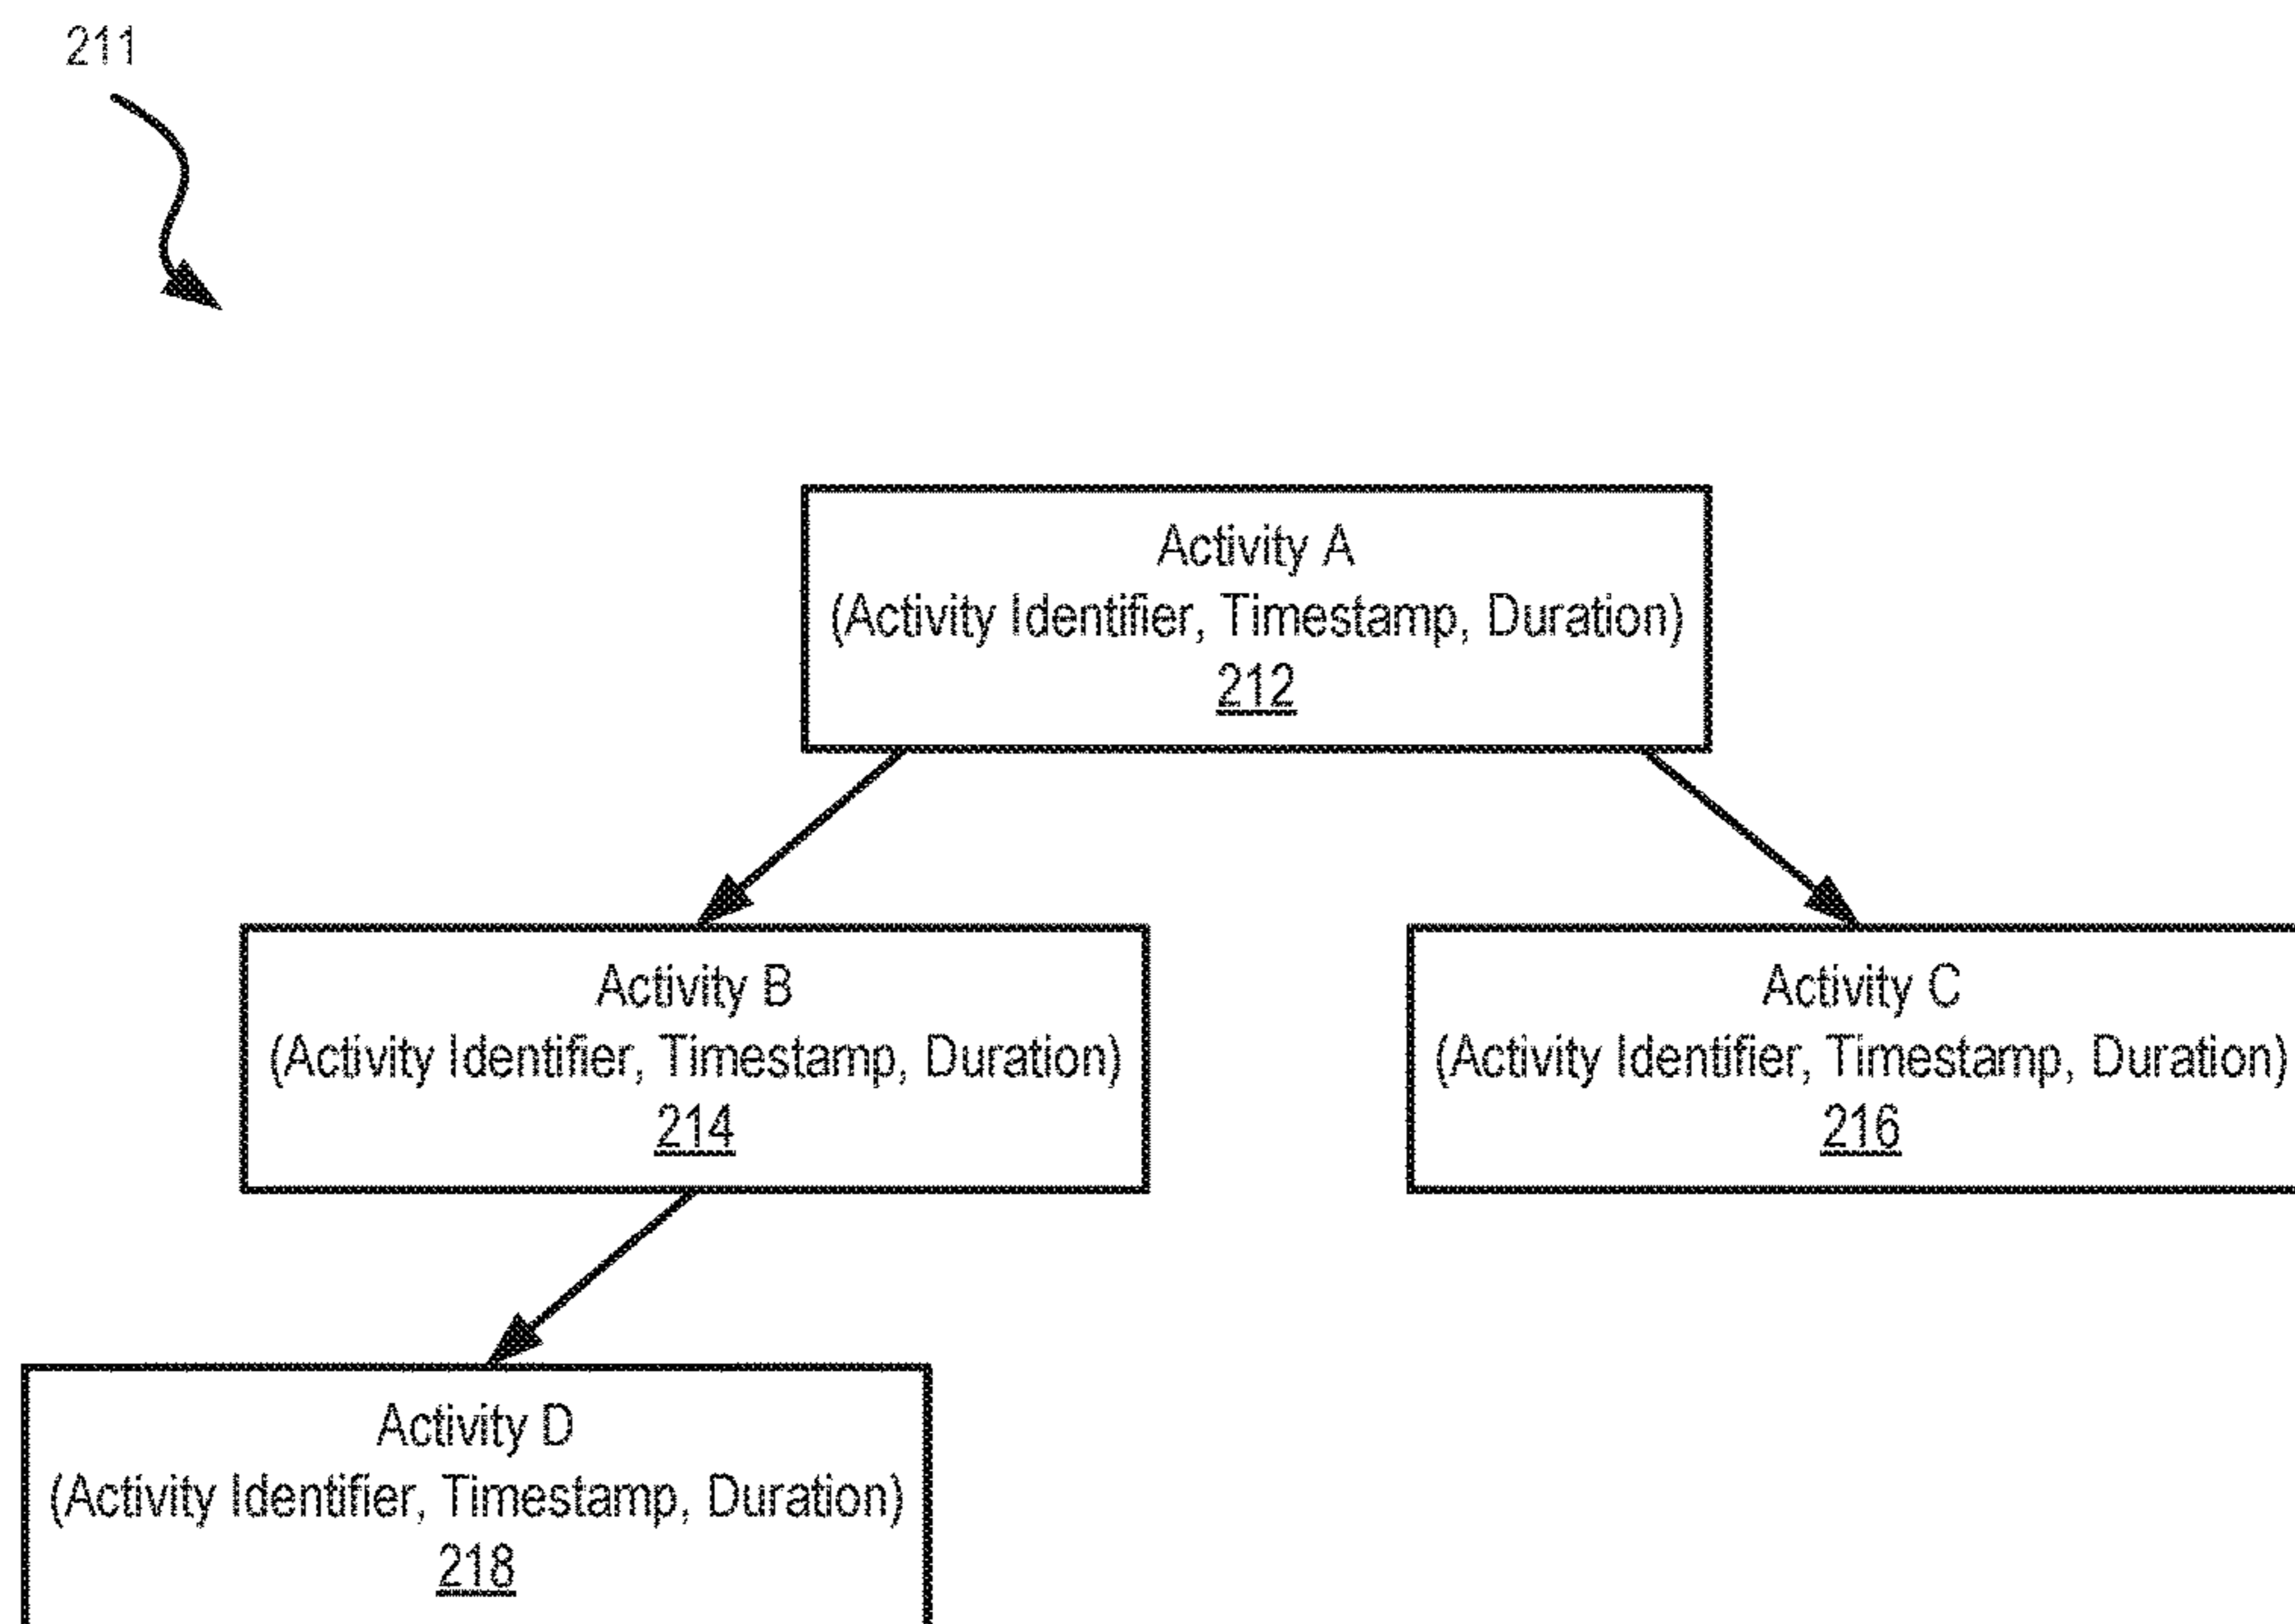 211
Activity A
(Activity Identifier, Timestamp, Duration)
212
Activity B
(Activity Identifier, Timestamp, Duration)
214
Activity C
(Activity Identifier, Timestamp, Duration)
216
Activity D
(Activity Identifier, Timestamp, Duration)
218